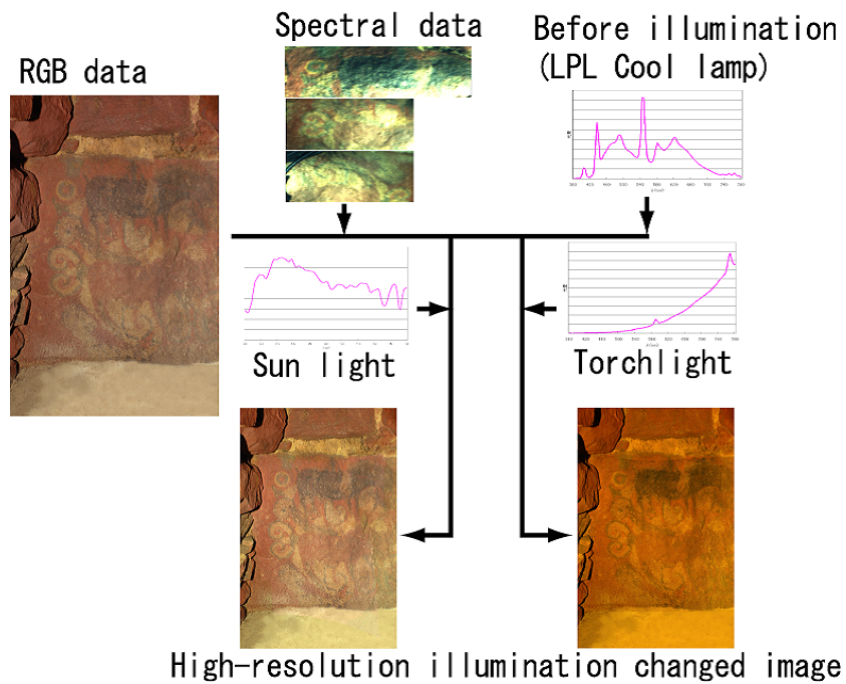 Spectral data
Before illumination
(LPL Cool lamp)
RGB data
Sun light
Torchlight
High-resolution illumination changed image